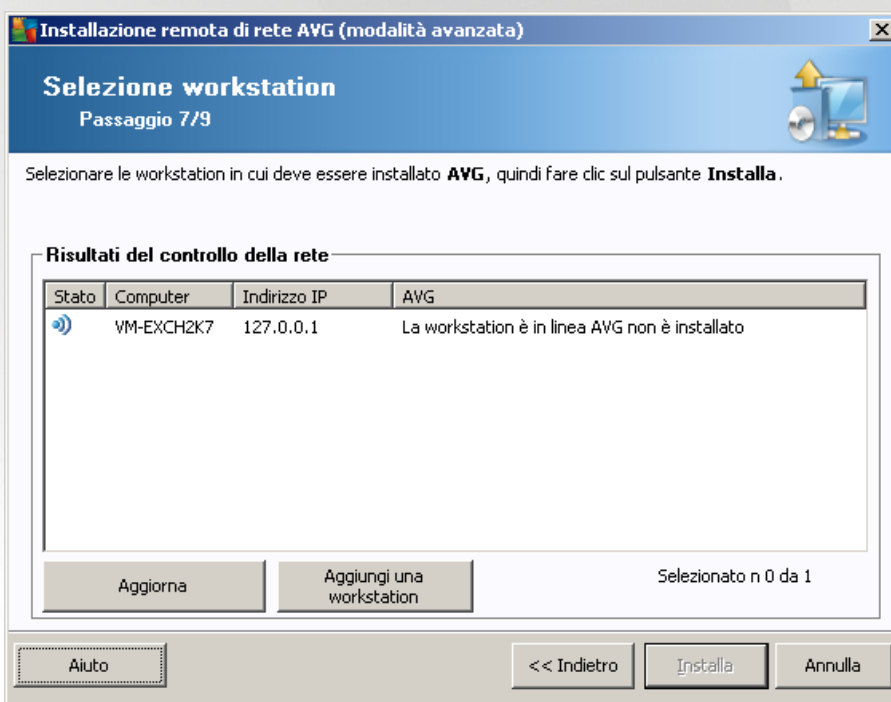 Installazione remota di rete AVG (modalità avanzata)
Selezione workstation
Passaggio 7/9
Selezionare le workstation in cui deve essere installato AVG, quindi fare clic sul pulsante Installa.
Risultati del controllo della rete
Stato Computer Indirizzo IP AVG
VM-EXCH2K7 127.0.0.1 La workstation è in linea AVG non è installato
Aggiorna
Aggiungi una
workstation
Selezionato n 0 da 1
Aiuto
<< Indietro
Installa
Annulla